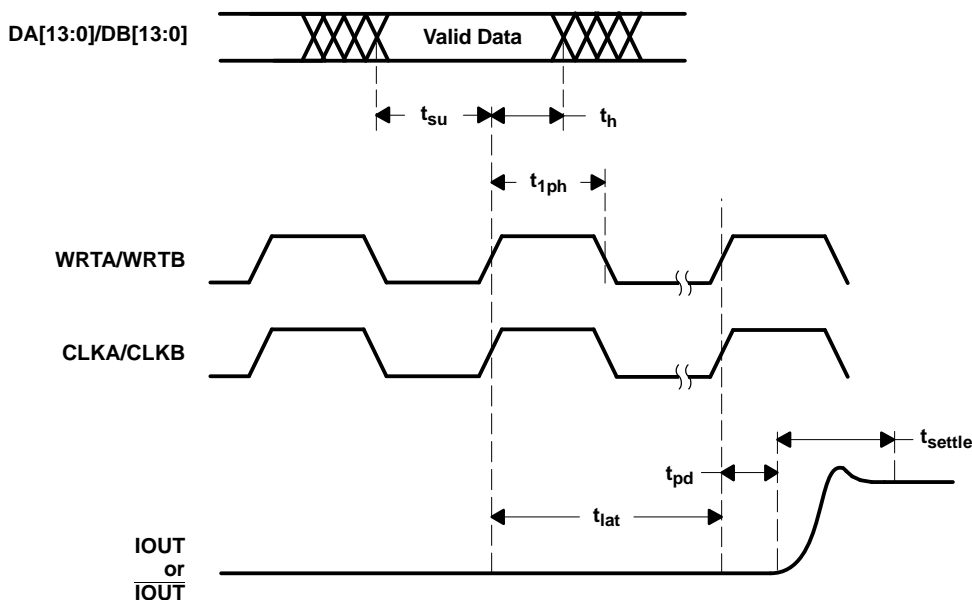 DA[13:0]/DB[13:0]
Valid Data
tsu
th
t1ph
WRTA/WRTB
CLKA/CLKB
tsettle
tpd
tlat
IOUT
or
IOUT